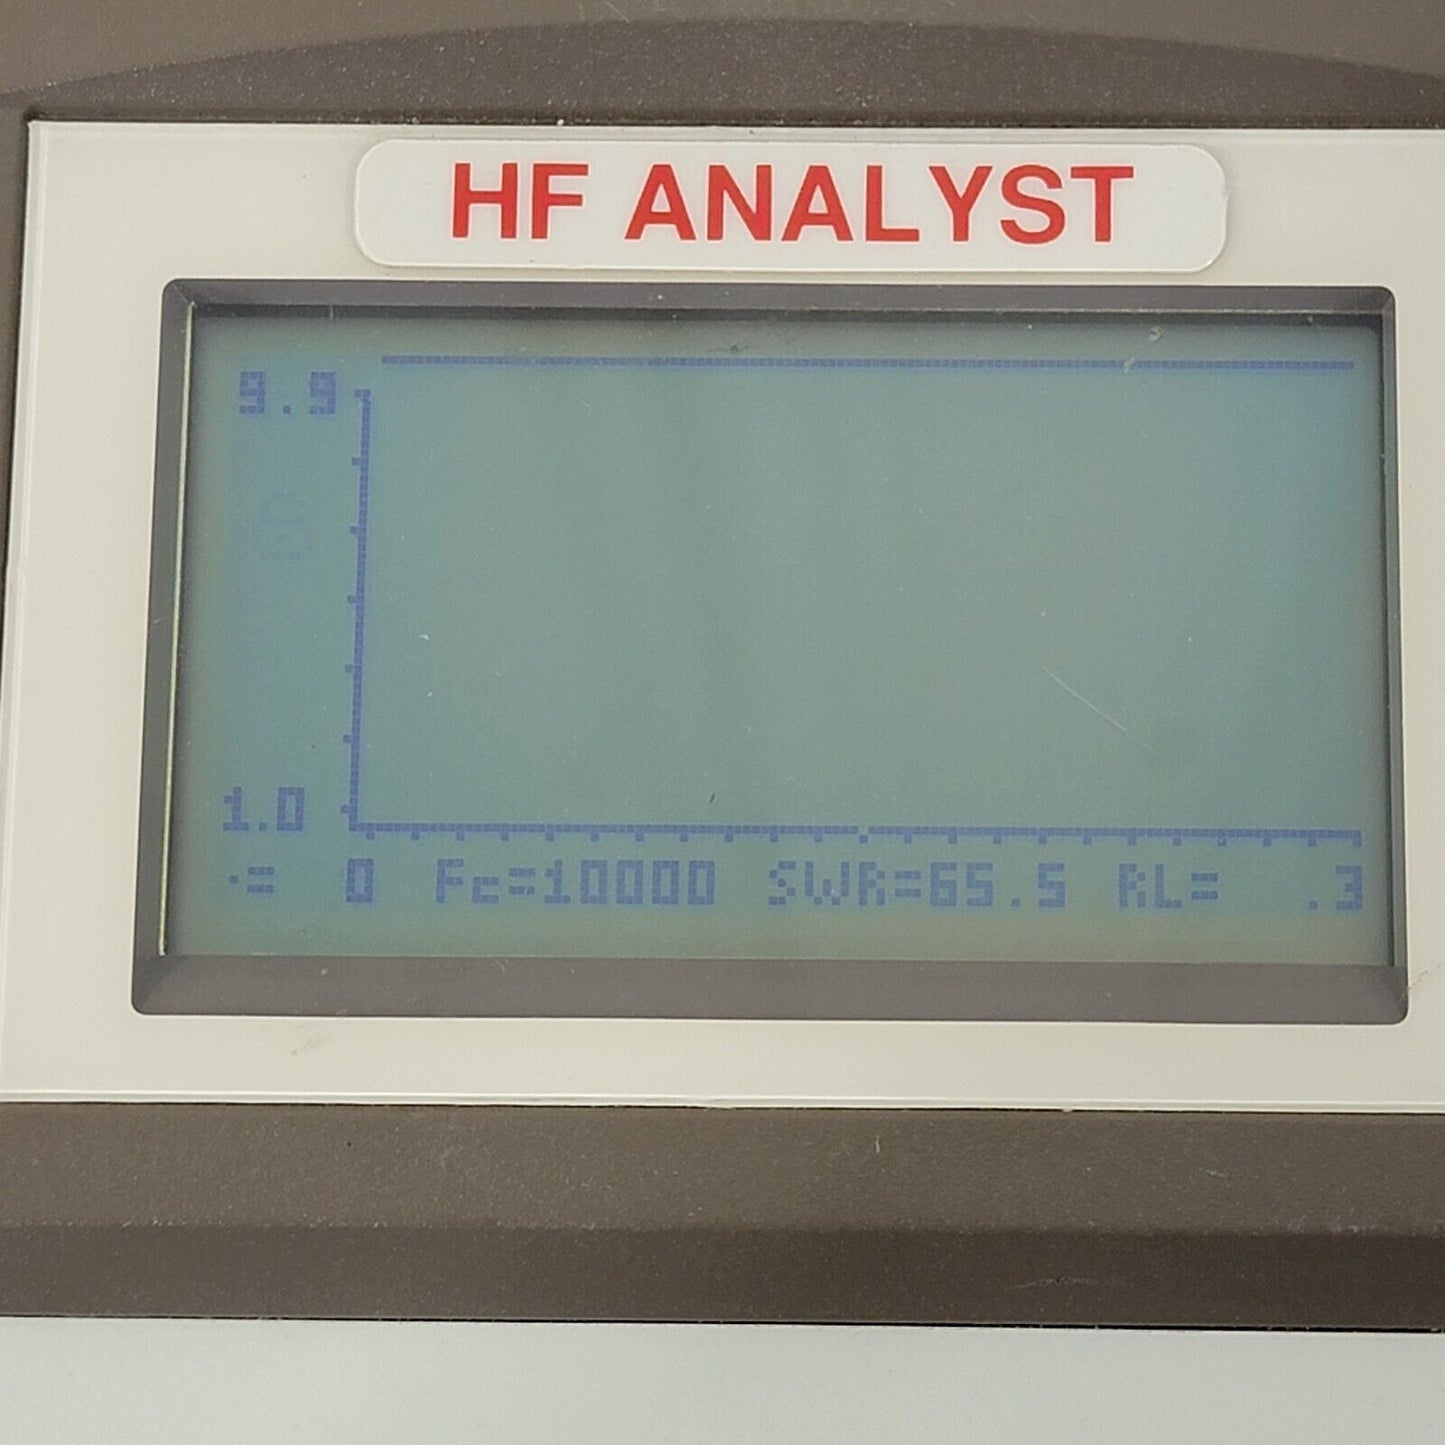 HF ANALYST
9.9
1.0
÷= 0 Fc=10000 SWR=65.5 RL= .3